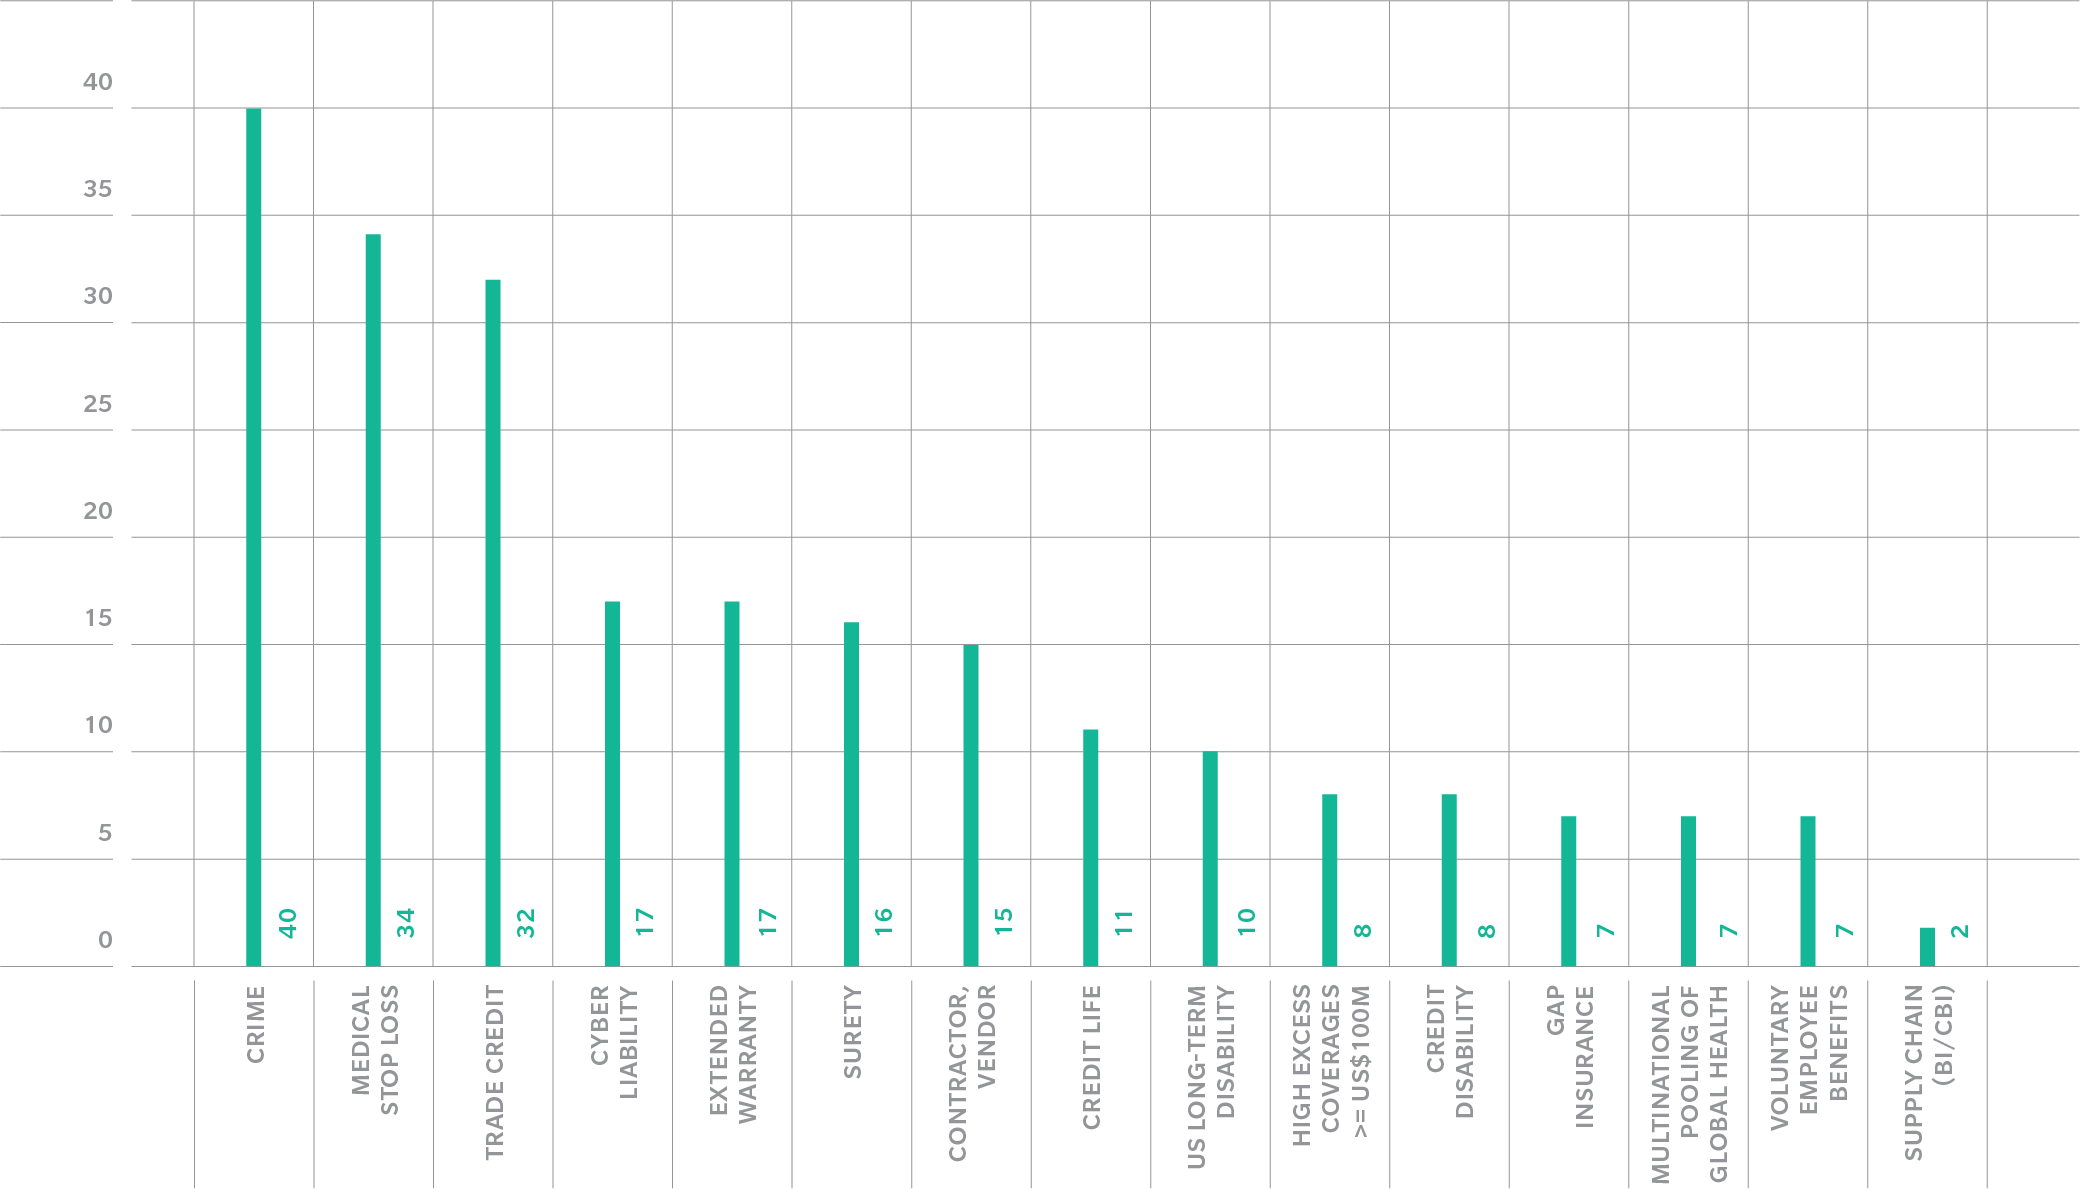 40
35
30
25
20
15
10
5
0
40
34
32
17
17
16
15
11
10
8
8
7
7
7
2
CRIME
MEDICAL
STOP LOSS
TRADE CREDIT
CYBER
LIABILITY
EXTENDED
WARRANTY
SURETY
CONTRACTOR,
VENDOR
CREDIT LIFE
US LONG-TERM
DISABILITY
HIGH EXCESS
COVERAGES
>= US$100M
CREDIT
DISABILITY
GAP
INSURANCE
MULTINATIONAL
POOLING OF
GLOBAL HEALTH
VOLUNTARY
EMPLOYEE
BENEFITS
SUPPLY CHAIN
(BI/CBI)